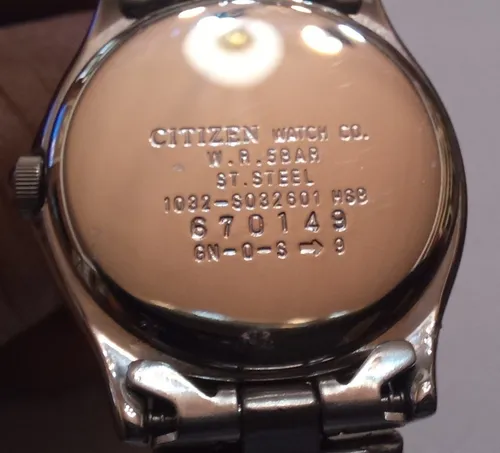 CITIZEN WATCH CO.
W.R.5BAR
ST.STEEL
1032-S032601 HSB
670149
GN-0-S ➡ 9